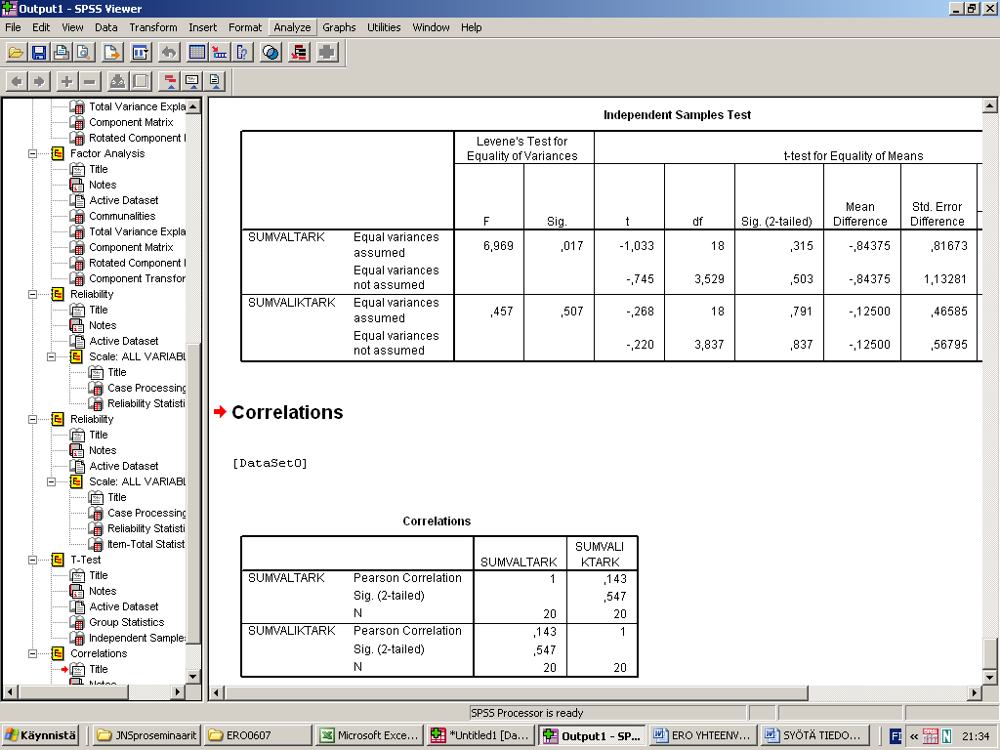 Output1 - SPSS Viewer
File Edit View Data Transform Insert Format Analyze Graphs Utilities Window Help
Total Variance Expla
Component Matrix
Rotated Component
Factor Analysis
Title
Notes
Active Dataset
Communalities
Total Variance Expla
Component Matrix
Rotated Component
Component Transfor
Reliability
Title
Notes
Active Dataset
Scale: ALL VARIABL
Title
Case Processing
Reliability Statisti
Reliability
Title
Notes
Active Dataset
Scale: ALL VARIABL
Title
Case Processing
Reliability Statisti
Item-Total Statist
T-Test
Title
Notes
Active Dataset
Group Statistics
Independent Sample
Correlations
Title
Notes
Independent Samples Test
Levene's Test for
Equality of Variances
t-test for Equality of Means
F Sig. t df Sig. (2-tailed) Mean Difference Std. Error Difference
SUMVALTARK Equal variances assumed 6,969 ,017 -1,033 18 ,315 -,84375 ,81673
Equal variances not assumed -,745 3,529 ,503 -,84375 1,13281
SUMVALIKTARK Equal variances assumed ,457 ,507 -,268 18 ,791 -,12500 ,46585
Equal variances not assumed -,220 3,837 ,837 -,12500 ,56795
Correlations
[DataSet0]
Correlations
SUMVALTARK SUMVALI KTARK
SUMVALTARK Pearson Correlation 1 ,143
Sig. (2-tailed) ,547
N 20 20
SUMVALIKTARK Pearson Correlation ,143 1
Sig. (2-tailed) ,547
N 20 20
SPSS Processor is ready
Käynnistä JNSproseminaarit ERO0607 Microsoft Exce... *Untitled1 [Da... Output1 - SP... ERO YHTEENV... SYÖTÄ TIEDO... FI « 21:34